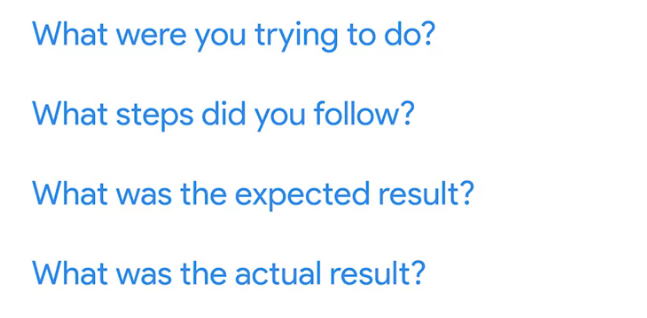 What were you trying to do?
What steps did you follow?
What was the expected result?
What was the actual result?